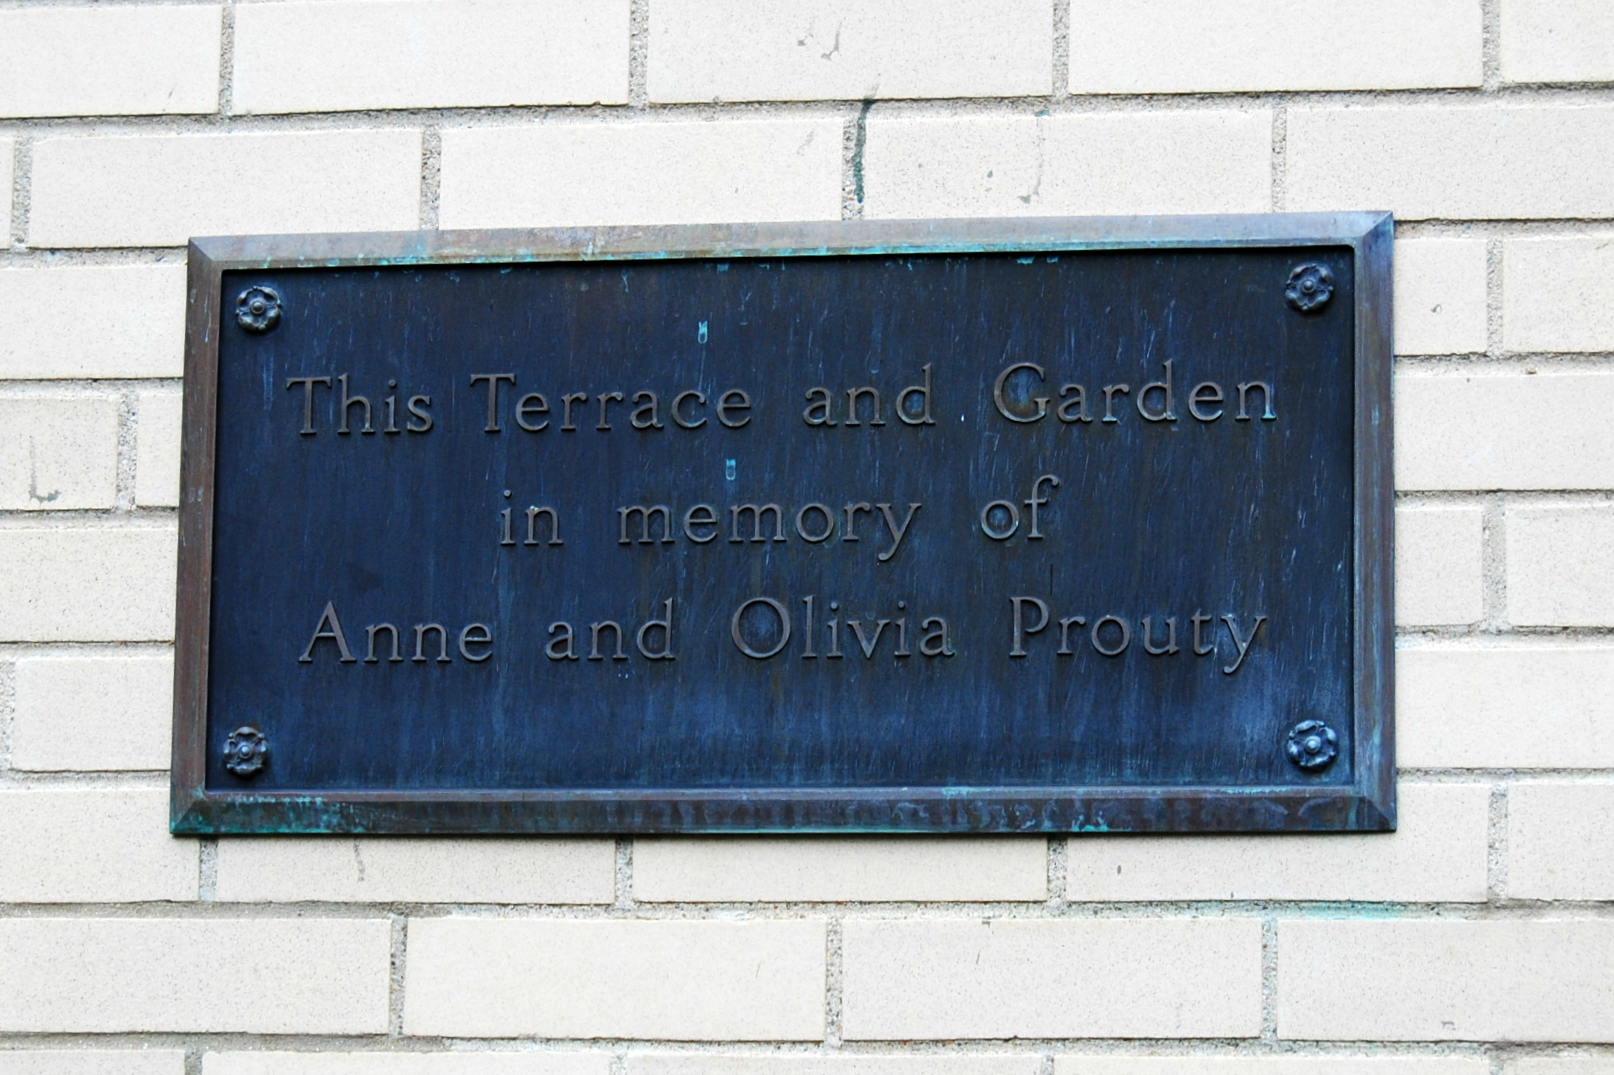 This Terrace and Garden
in memory of
Anne and Olivia Prouty